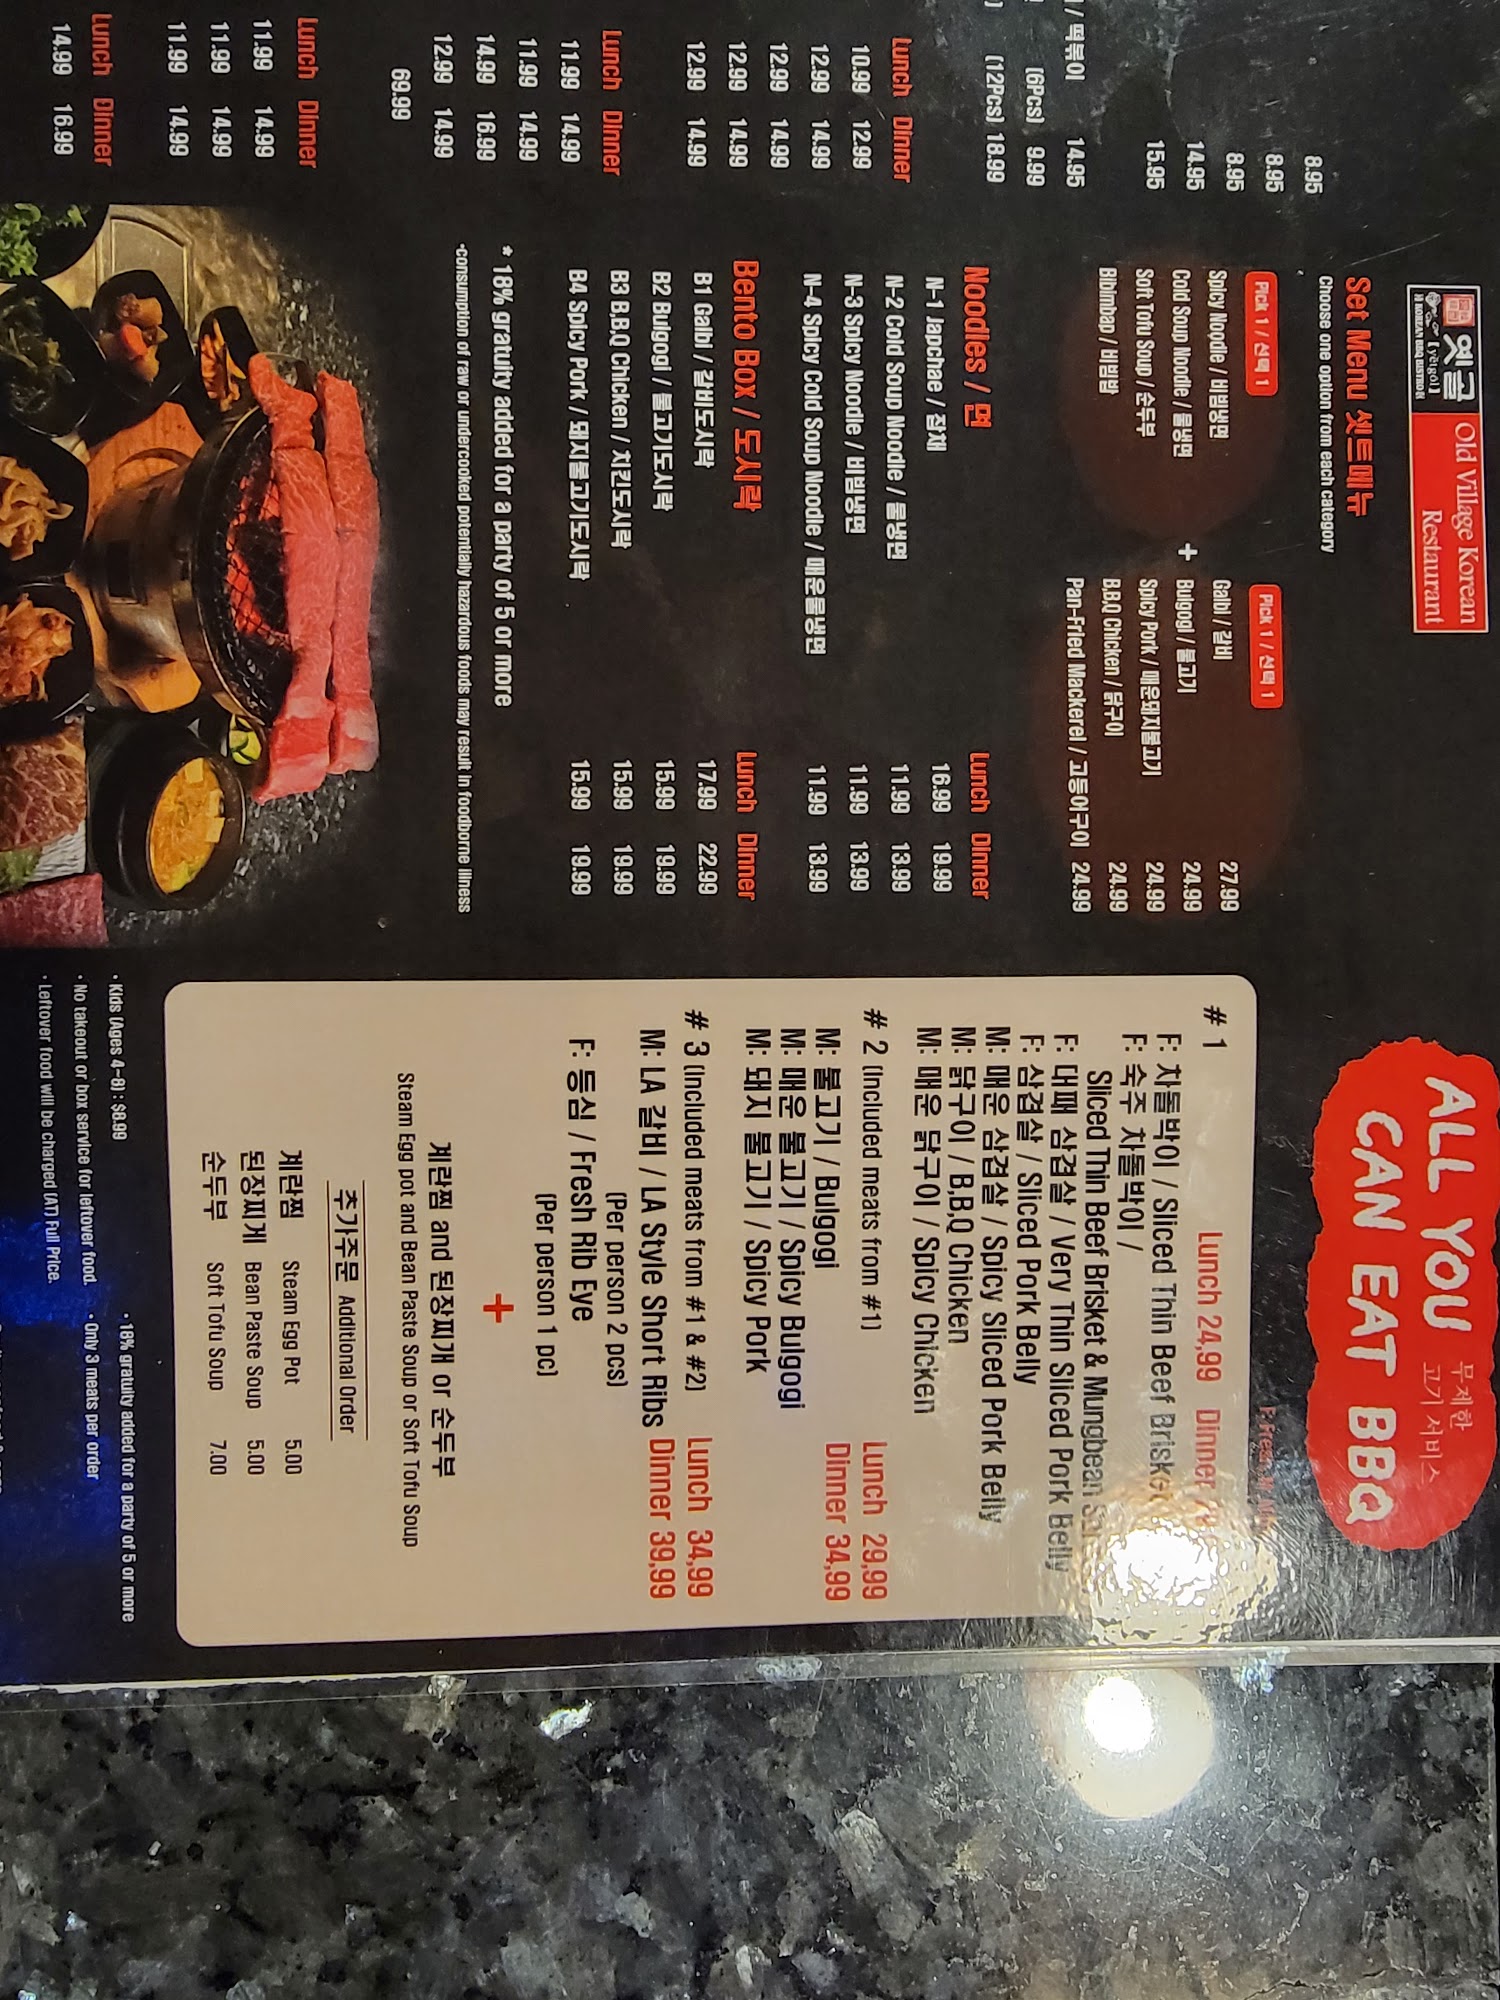 / 떡볶이
8.95
8.95
8.95
14.95
15.95
14.95
(6Pcs) 9.99
(12Pcs) 18.99
Lunch Dinner
10.99 12.99
12.99 14.99
12.99 14.99
12.99 14.99
12.99 14.99
Lunch Dinner
11.99 14.99
11.99 14.99
14.99 16.99
12.99 14.99
69.99
Lunch Dinner
11.99 14.99
11.99 14.99
11.99 14.99
Lunch Dinner
14.99 16.99
옛골
[yetgol]
KOREAN BBQ BISTRO
Old Village Korean
Restaurant
Set Menu 셋트메뉴
Choose one option from each category
Pick 1 / 선택 1
Spicy Noodle / 비빔냉면
Cold Soup Noodle / 물냉면
Soft Tofu Soup / 순두부
Bibimbap / 비빔밥
+
Pick 1 / 선택 1
Galbi / 갈비 27.99
Bulgogi / 불고기 24.99
Spicy Pork / 매운돼지불고기 24.99
B.B.Q Chicken / 닭구이 24.99
Pan-Fried Mackerel / 고등어구이 24.99
Noodles / 면 Lunch Dinner
N-1 Japchae / 잡채 16.99 19.99
N-2 Cold Soup Noodle / 물냉면 11.99 13.99
N-3 Spicy Noodle / 비빔냉면 11.99 13.99
N-4 Spicy Cold Soup Noodle / 매운물냉면 11.99 13.99
Bento Box / 도시락 Lunch Dinner
B1 Galbi / 갈비도시락 17.99 22.99
B2 Bulgogi / 불고기도시락 15.99 19.99
B3 B.B.Q Chicken / 치킨도시락 15.99 19.99
B4 Spicy Pork / 돼지불고기도시락 15.99 19.99
* 18% gratuity added for a party of 5 or more
*consumption of raw or undercooked potentially hazardous foods may result in foodborne illness
ALL YOU 무제한
고기 서비스
CAN EAT BBQ
# 1 Lunch 24,99 Dinner
F: 차돌박이 / Sliced Thin Beef Brisket
F: 숙주 차돌박이 /
Sliced Thin Beef Brisket & Mungbean
F: 대패 삼겹살 / Very Thin Sliced Pork Belly
F: 삼겹살 / Sliced Pork Belly
M: 매운 삼겹살 / Spicy Sliced Pork Belly
M: 닭구이 / B.B.Q Chicken
M: 매운 닭구이 / Spicy Chicken
# 2 (Included meats from #1) Lunch 29,99
Dinner 34,99
M: 불고기 / Bulgogi
M: 매운 불고기 / Spicy Bulgogi
M: 돼지 불고기 / Spicy Pork
# 3 (Included meats from #1 & #2) Lunch 34,99
M: LA 갈비 / LA Style Short Ribs Dinner 39,99
(Per person 2 pcs)
F: 등심 / Fresh Rib Eye
(Per person 1 pc)
+
계란찜 and 된장찌개 or 순두부
Steam Egg pot and Bean Paste Soup or Soft Tofu Soup
추가주문 Additional Order
계란찜 Steam Egg Pot 5.00
된장찌게 Bean Paste Soup 5.00
순두부 Soft Tofu Soup 7.00
• Kids (Ages 4-8) : $8.99
• No takeout or box service for leftover food.
• Leftover food will be charged (AT) Full Price.
• 18% gratuity added for a party of 5 or more
• Only 3 meats per order